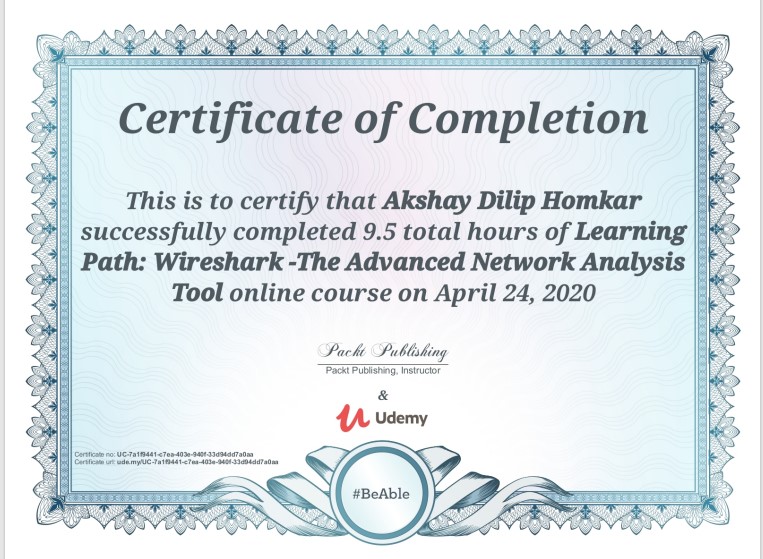 Certificate of Completion
This is to certify that Akshay Dilip Homkar
successfully completed 9.5 total hours of Learning
Path: Wireshark -The Advanced Network Analysis
Tool online course on April 24, 2020
Packt Publishing
Packt Publishing, Instructor
&
Udemy
Certificate no: UC-7a1f9441-c7ea-403e-940f-33d94dd7a0aa
Certificate url: ude.my/UC-7a1f9441-c7ea-403e-940f-33d94dd7a0aa
#BeAble